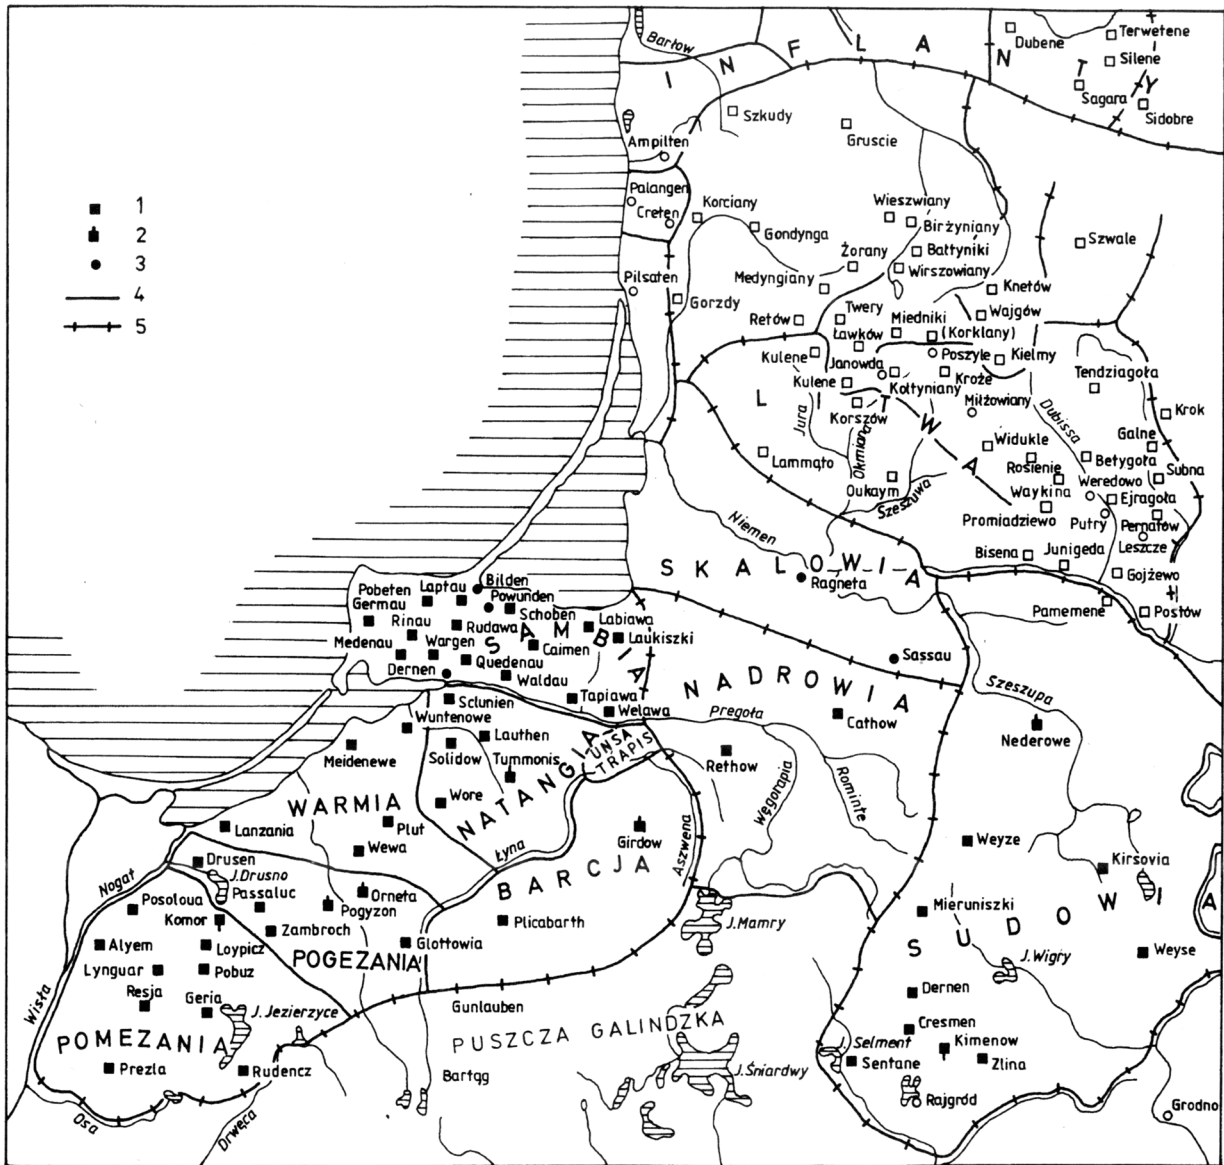 Bartow
INFLANTY
Dubene
Terwetene
Silene
Sagara
Sidobre
Szkudy
Gruscie
Ampilten
Palangen
Creten
Korciany
Gondynga
Wieszwiany
Birżyniany
Żorany
Bałtyniki
Wirszowiany
Szwale
Medyngiany
Knetów
Pilsaten
Gorzdy
Retów
Twery
Miedniki
Wajgów
(Korklany)
Ławków
Kulene
Janowda
Poszyle
Kielmy
Kulene
Kołtyniany
Kroże
Tendziagoła
LITWA
Korszów
Miłżowiany
Dubissa
Krok
Jura
Okmiana
Galne
Widukle
Betygoła
Lammato
Rosienie
Subna
Waykina
Weredowo
Oukaym
Ejragoła
Szeszuwa
Promiadziewo
Putry
Pernatów
Leszcze
Niemen
Bisena
Junigeda
Gojżewo
Pamemene
Postów
1
2
3
4
5
SKALOWIA
Ragneta
Bilden
Pobeten
Laptau
Powunden
Germau
Schoben
Rinau
Rudawa
Labiawa
SAMBIA
Laukiszki
Medenau
Wargen
Caimen
Quedenau
Dernen
Waldau
Sassau
NADROWIA
Szeszupa
Sclunien
Tapiawa
Welawa
Pregoła
Cathow
Wuntenowe
Lauthen
UNSA
TRAPIS
Nederowe
Meidenewe
Solidow
Tummonis
Rethow
NATANGIA
Węgorapia
Rominte
WARMIA
Wore
Lanzania
Plut
Girdow
Wewa
Łyna
Aszwena
Weyze
Kirsovia
Drusen
J.Drusno
BARCJA
Nogat
Passaluc
Orneta
Posoloua
Komor
Pogyzon
Mieruniszki
SUDOWIA
Plicabarth
J.Mamry
Zambroch
Alyem
Loypicz
Glottowia
Weyse
Lynguar
Pobuz
POGEZANIA
J.Wigry
Resja
Geria
J.Jezierzyce
Gunlauben
Dernen
Wisła
PUSZCZA GALINDZKA
Cresmen
POMEZANIA
J.Selment
Kimenow
Sentane
Zlina
Prezla
Rudencz
Bartąg
J.Śniardwy
Rajgród
Grodno
Osa
Drwęca